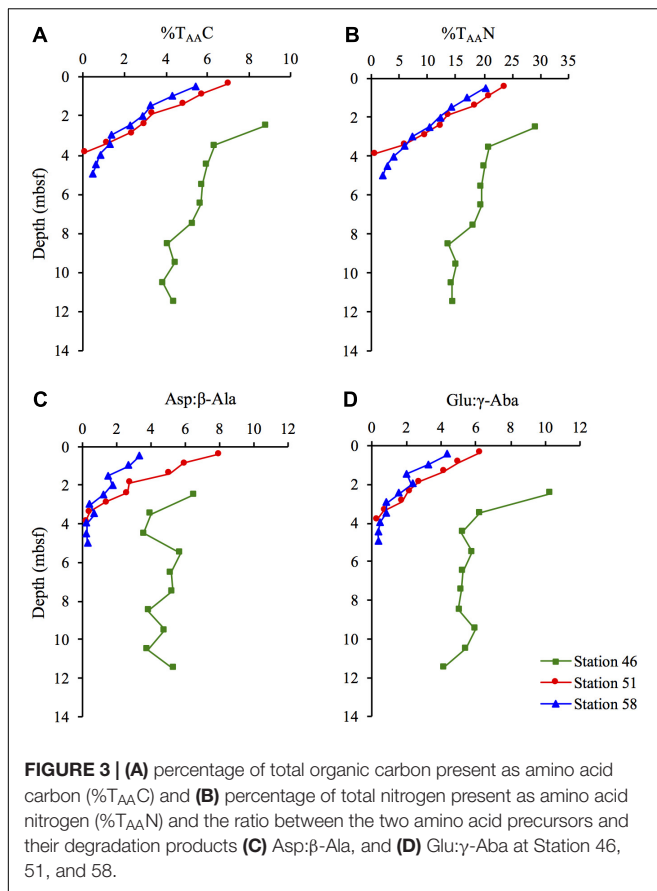 A
%TAAC
0 2 4 6 8 10
0
2
4
6
8
10
12
14
Depth (mbsf)
B
%TAAN
0 5 10 15 20 25 30 35
0
2
4
6
8
10
12
14
C
Asp:β-Ala
0 2 4 6 8 10 12
0
2
4
6
8
10
12
14
Depth (mbsf)
D
Glu:γ-Aba
0 2 4 6 8 10 12
0
2
4
6
8
10
12
14
Station 46
Station 51
Station 58
FIGURE 3 | (A) percentage of total organic carbon present as amino acid
carbon (%TAAC) and (B) percentage of total nitrogen present as amino acid
nitrogen (%TAAN) and the ratio between the two amino acid precursors and
their degradation products (C) Asp:β-Ala, and (D) Glu:γ-Aba at Station 46,
51, and 58.